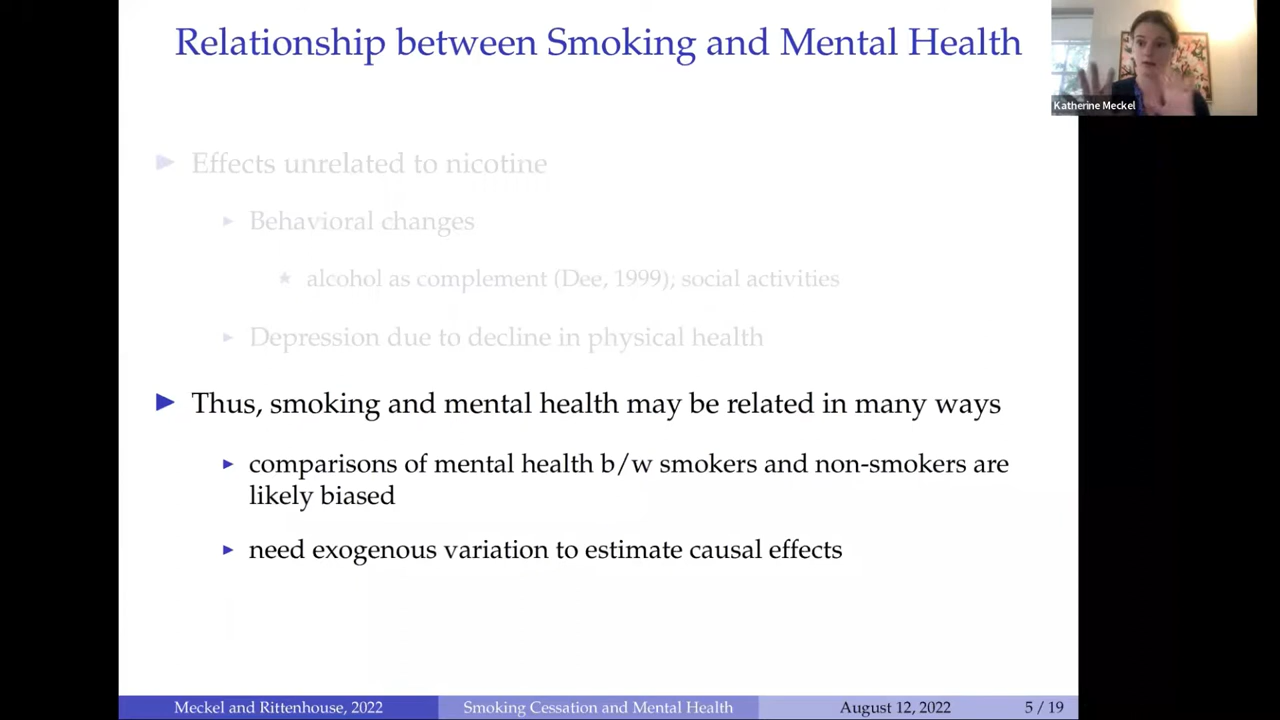 Relationship between Smoking and Mental Health
Katherine Meckel
Effects unrelated to nicotine
Behavioral changes
alcohol as complement (Dee, 1999); social activities
Depression due to decline in physical health
Thus, smoking and mental health may be related in many ways
comparisons of mental health b/w smokers and non-smokers are
likely biased
need exogenous variation to estimate causal effects
Meckel and Rittenhouse, 2022
Smoking Cessation and Mental Health
August 12, 2022
5 / 19